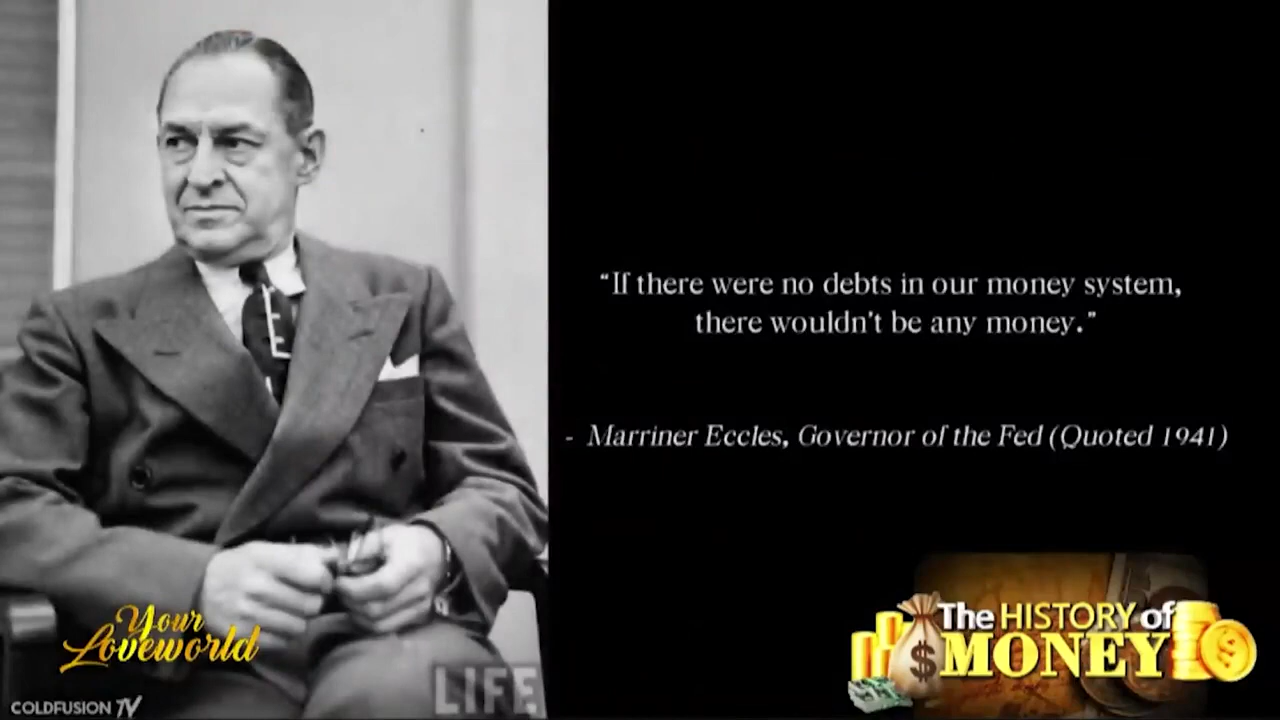 “If there were no debts in our money system,
there wouldn't be any money.”
- Marriner Eccles, Governor of the Fed (Quoted 1941)
Your
Loveworld
COLDFUSION TV
LIFE
The HISTORY of
MONEY